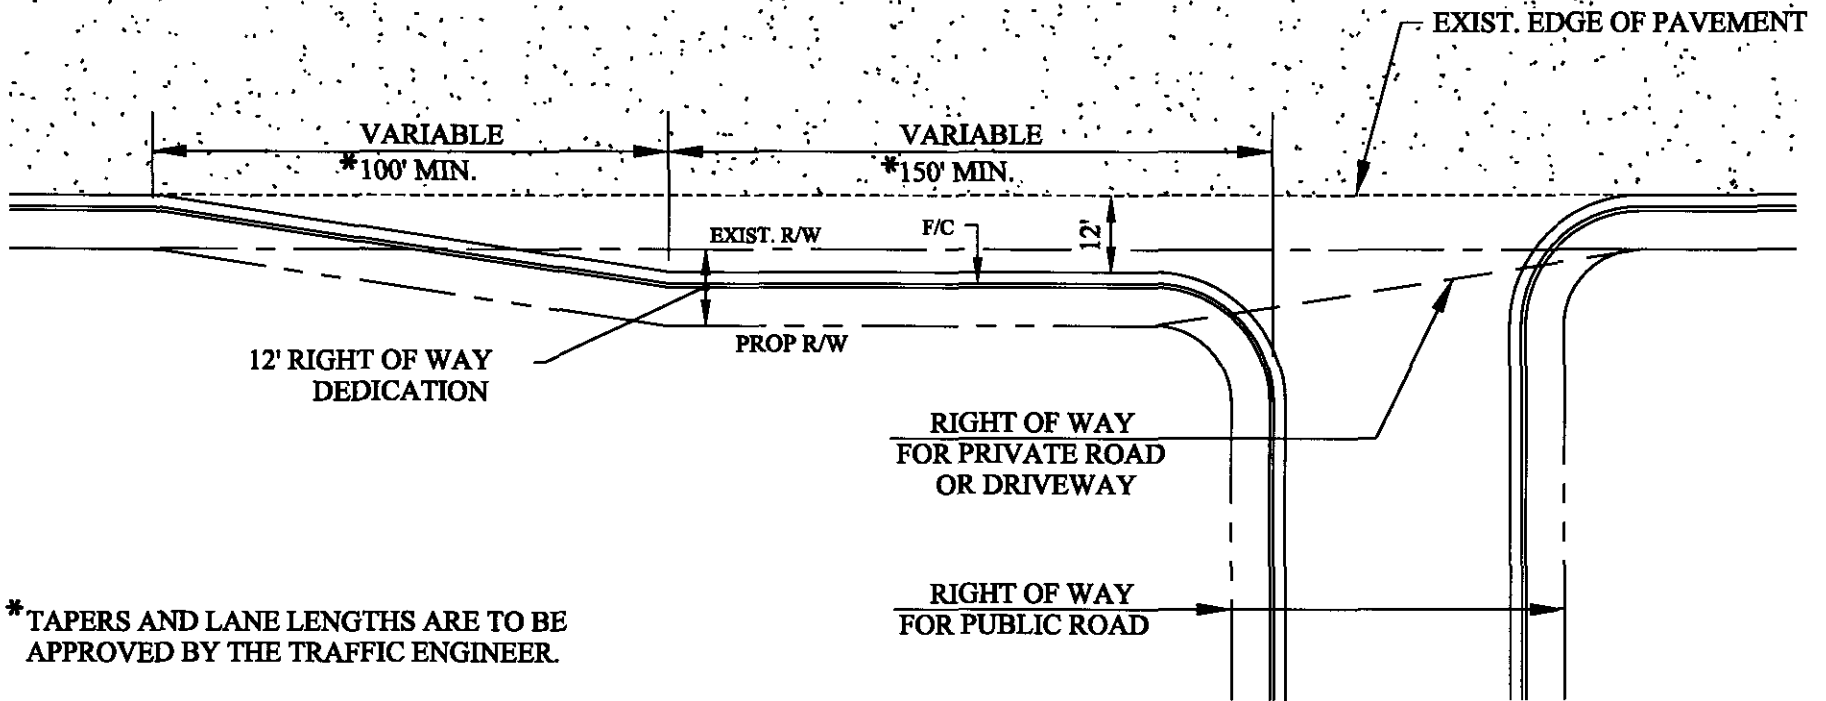 EXIST. EDGE OF PAVEMENT
VARIABLE
*100' MIN.
VARIABLE
*150' MIN.
EXIST. R/W
F/C
12'
PROP R/W
12' RIGHT OF WAY
DEDICATION
RIGHT OF WAY
FOR PRIVATE ROAD
OR DRIVEWAY
RIGHT OF WAY
FOR PUBLIC ROAD
*TAPERS AND LANE LENGTHS ARE TO BE
APPROVED BY THE TRAFFIC ENGINEER.